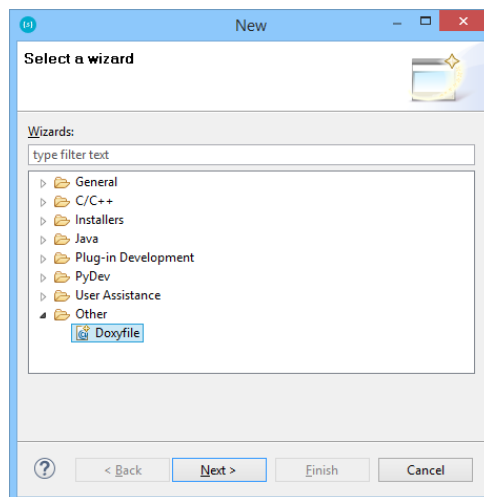 New
Select a wizard
Wizards:
type filter text
General
C/C++
Installers
Java
Plug-in Development
PyDev
User Assistance
Other
Doxyfile
? < Back Next > Finish Cancel